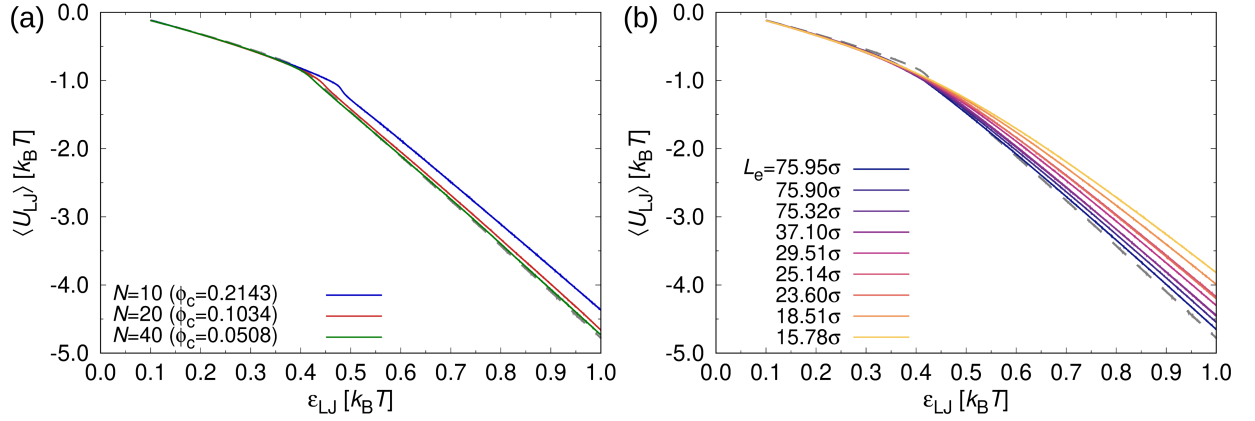 (a)
0.0
-1.0
-2.0
-3.0
-4.0
-5.0
⟨U_LJ⟩ [k_BT]
N=10 (ϕ_c=0.2143)
N=20 (ϕ_c=0.1034)
N=40 (ϕ_c=0.0508)
0.0 0.1 0.2 0.3 0.4 0.5 0.6 0.7 0.8 0.9 1.0
ε_LJ [k_BT]
(b)
0.0
-1.0
-2.0
-3.0
-4.0
-5.0
⟨U_LJ⟩ [k_BT]
L_e=75.95σ
75.90σ
75.32σ
37.10σ
29.51σ
25.14σ
23.60σ
18.51σ
15.78σ
0.0 0.1 0.2 0.3 0.4 0.5 0.6 0.7 0.8 0.9 1.0
ε_LJ [k_BT]